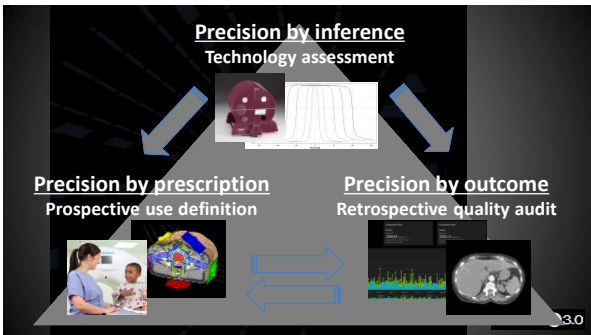 Precision by inference
Technology assessment
Precision by prescription
Prospective use definition
Precision by outcome
Retrospective quality audit
3.0